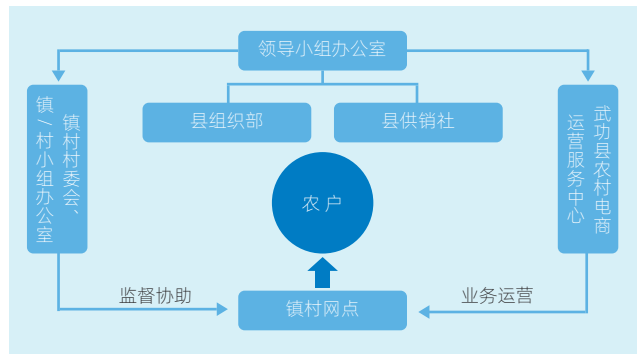 领导小组办公室
县组织部
县供销社
镇村村委会、
镇/村小组办公室
武功县农村电商
运营服务中心
农户
监督协助
业务运营
镇村网点